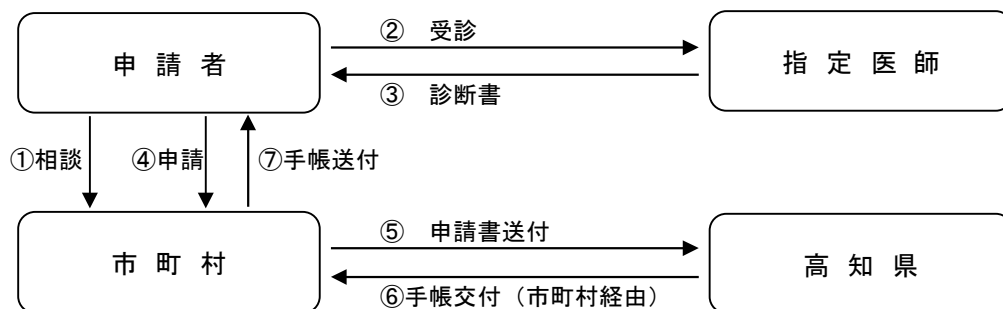 ② 受診
申請者
指定医師
③ 診断書
①相談
④申請
⑦手帳送付
⑤ 申請書送付
市町村
高知県
⑥手帳交付（市町村経由）